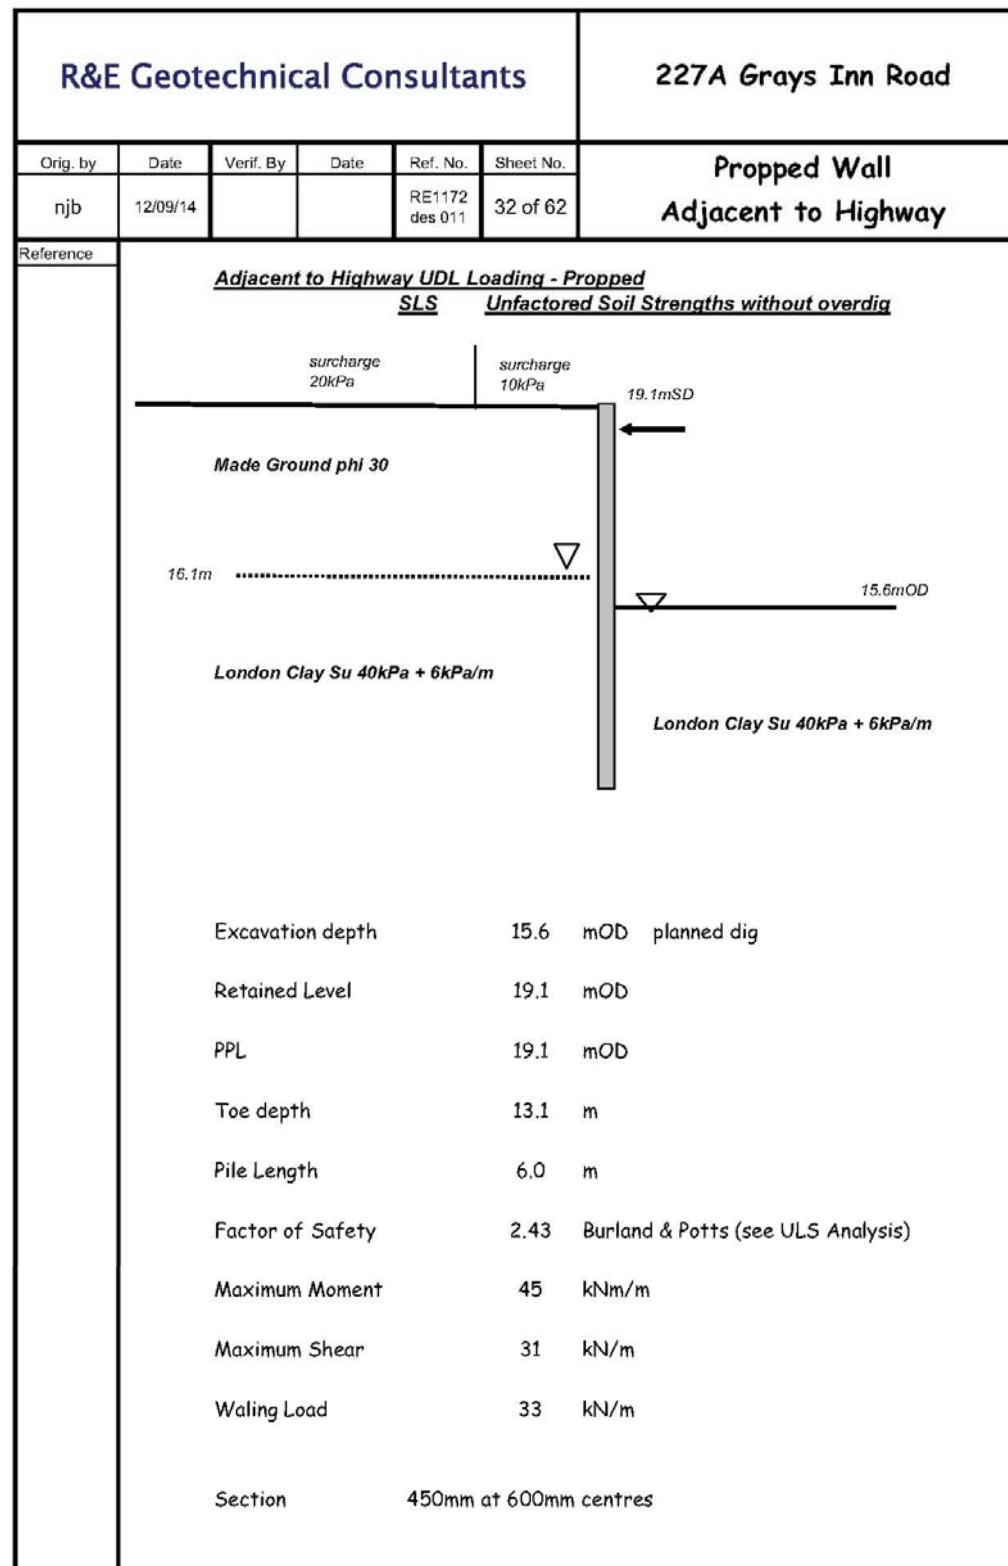 R&E Geotechnical Consultants
227A Grays Inn Road
Orig. by Date Verif. By Date Ref. No. Sheet No.
njb 12/09/14 RE1172 des 011 32 of 62
Propped Wall
Adjacent to Highway
Reference
Adjacent to Highway UDL Loading - Propped
SLS Unfactored Soil Strengths without overdig
surcharge
20kPa
surcharge
10kPa
19.1mSD
Made Ground phi 30
16.1m
15.6mOD
London Clay Su 40kPa + 6kPa/m
London Clay Su 40kPa + 6kPa/m
Excavation depth 15.6 mOD planned dig
Retained Level 19.1 mOD
PPL 19.1 mOD
Toe depth 13.1 m
Pile Length 6.0 m
Factor of Safety 2.43 Burland & Potts (see ULS Analysis)
Maximum Moment 45 kNm/m
Maximum Shear 31 kN/m
Waling Load 33 kN/m
Section 450mm at 600mm centres